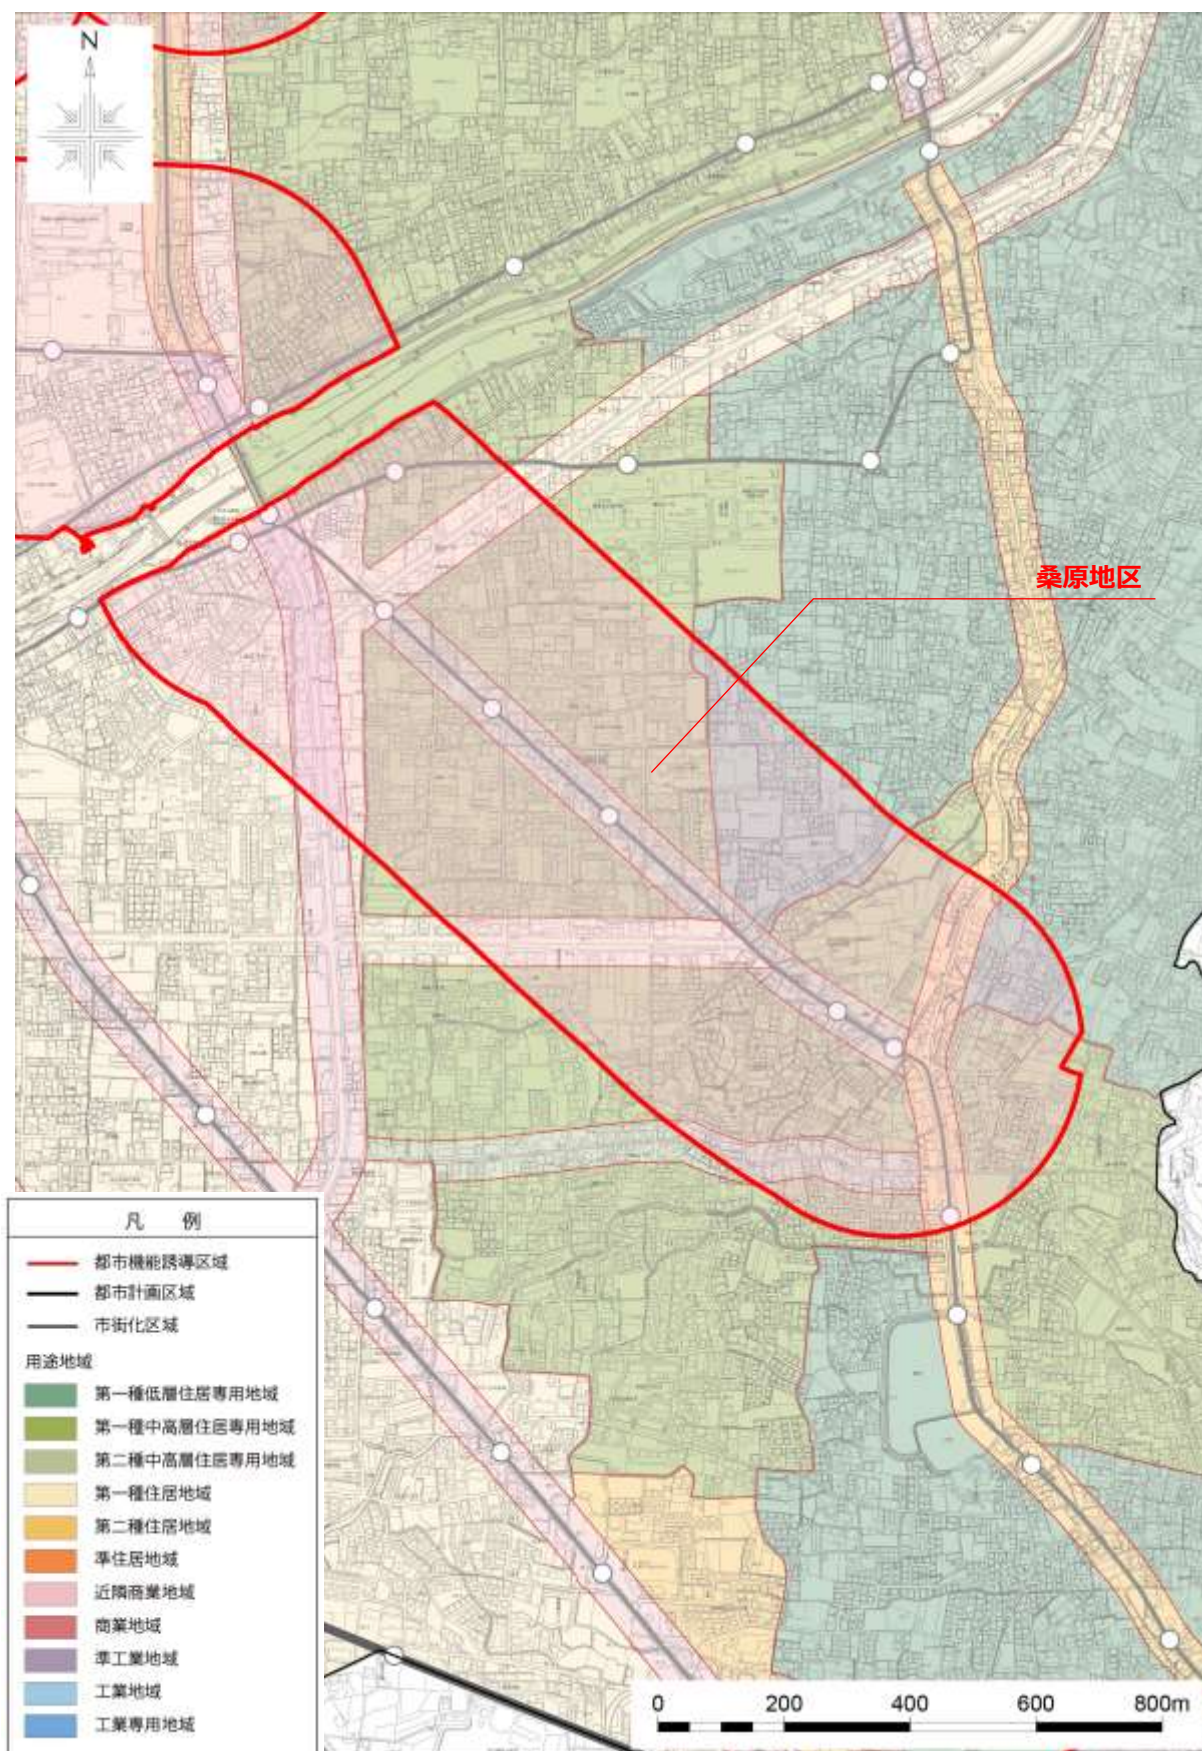 N
桑原地区
凡 例
都市機能誘導区域
都市計画区域
市街化区域
用途地域
第一種低層住居専用地域
第一種中高層住居専用地域
第二種中高層住居専用地域
第一種住居地域
第二種住居地域
準住居地域
近隣商業地域
商業地域
準工業地域
工業地域
工業専用地域
0 200 400 600 800m